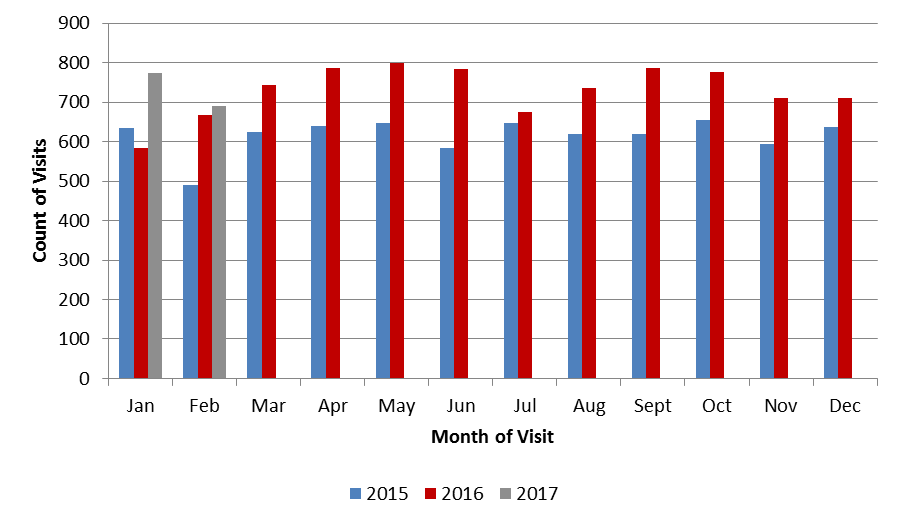 900
800
700
600
500
400
300
200
100
0
Count of Visits
Jan Feb Mar Apr May Jun Jul Aug Sept Oct Nov Dec
Month of Visit
2015 2016 2017